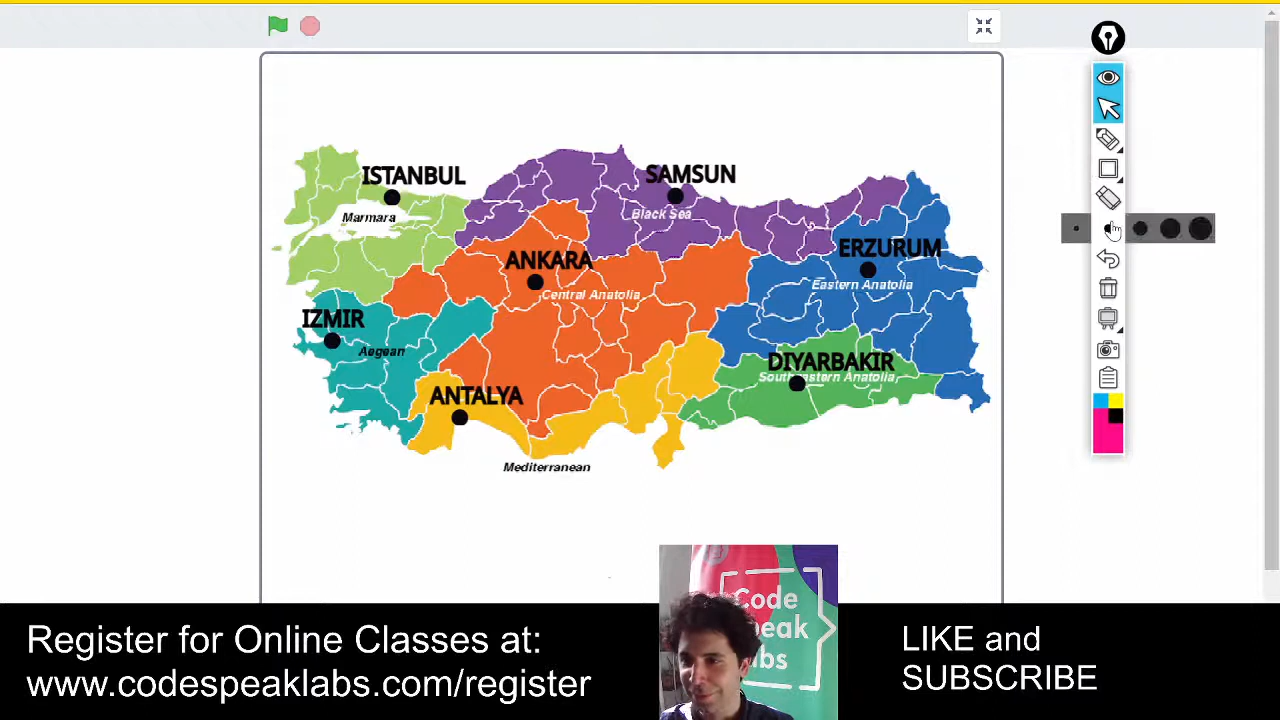 ISTANBUL
SAMSUN
Marmara
Black Sea
ERZURUM
ANKARA
Eastern Anatolia
Central Anatolia
IZMIR
Aegean
DIYARBAKIR
Southeastern Anatolia
ANTALYA
Mediterranean
Code
Speak
Labs
Register for Online Classes at:
www.codespeaklabs.com/register
LIKE and
SUBSCRIBE